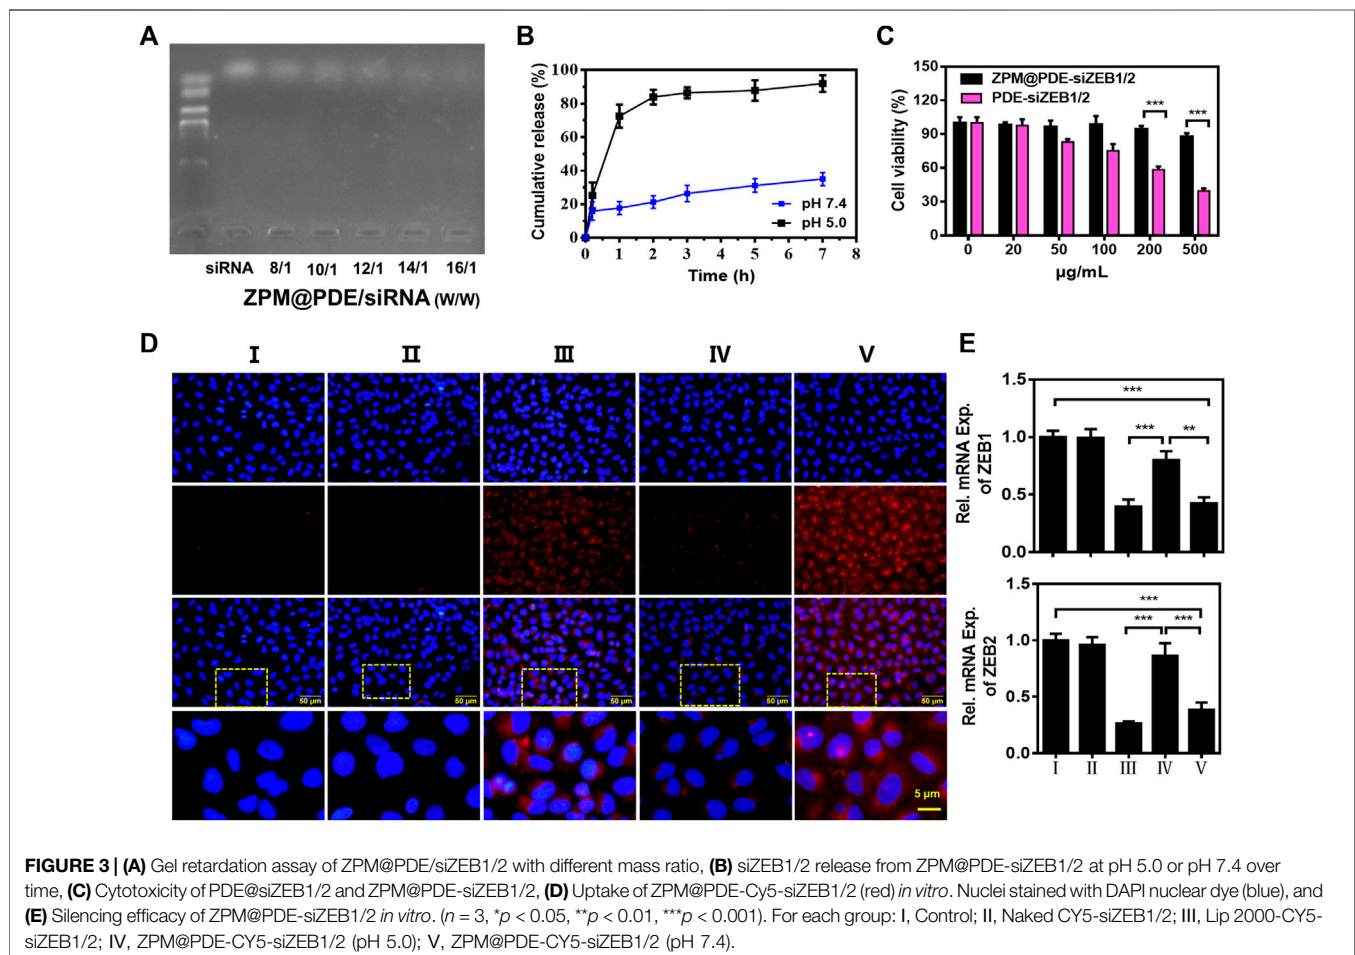 A
siRNA 8/1 10/1 12/1 14/1 16/1
ZPM@PDE/siRNA (W/W)
B
Cumulative release (%)
100
80
60
40
20
0
pH 7.4
pH 5.0
0 1 2 3 4 5 6 7 8
Time (h)
C
Cell viability (%)
150
120
90
60
30
0
ZPM@PDE-siZEB1/2
PDE-siZEB1/2
*** ***
0 20 50 100 200 500
µg/mL
D
I II III IV V
50 µm 50 µm 50 µm 50 µm 50 µm
5 µm
E
Rel. mRNA Exp.
of ZEB1
1.5
1.0
0.5
0.0
***
*** **
Rel. mRNA Exp.
of ZEB2
1.5
1.0
0.5
0.0
***
*** ***
I II III IV V
FIGURE 3 | (A) Gel retardation assay of ZPM@PDE/siZEB1/2 with different mass ratio, (B) siZEB1/2 release from ZPM@PDE-siZEB1/2 at pH 5.0 or pH 7.4 over
time, (C) Cytotoxicity of PDE@siZEB1/2 and ZPM@PDE-siZEB1/2, (D) Uptake of ZPM@PDE-Cy5-siZEB1/2 (red) in vitro. Nuclei stained with DAPI nuclear dye (blue), and
(E) Silencing efficacy of ZPM@PDE-siZEB1/2 in vitro. (n = 3, *p < 0.05, **p < 0.01, ***p < 0.001). For each group: I, Control; II, Naked CY5-siZEB1/2; III, Lip 2000-CY5-
siZEB1/2; IV, ZPM@PDE-CY5-siZEB1/2 (pH 5.0); V, ZPM@PDE-CY5-siZEB1/2 (pH 7.4).